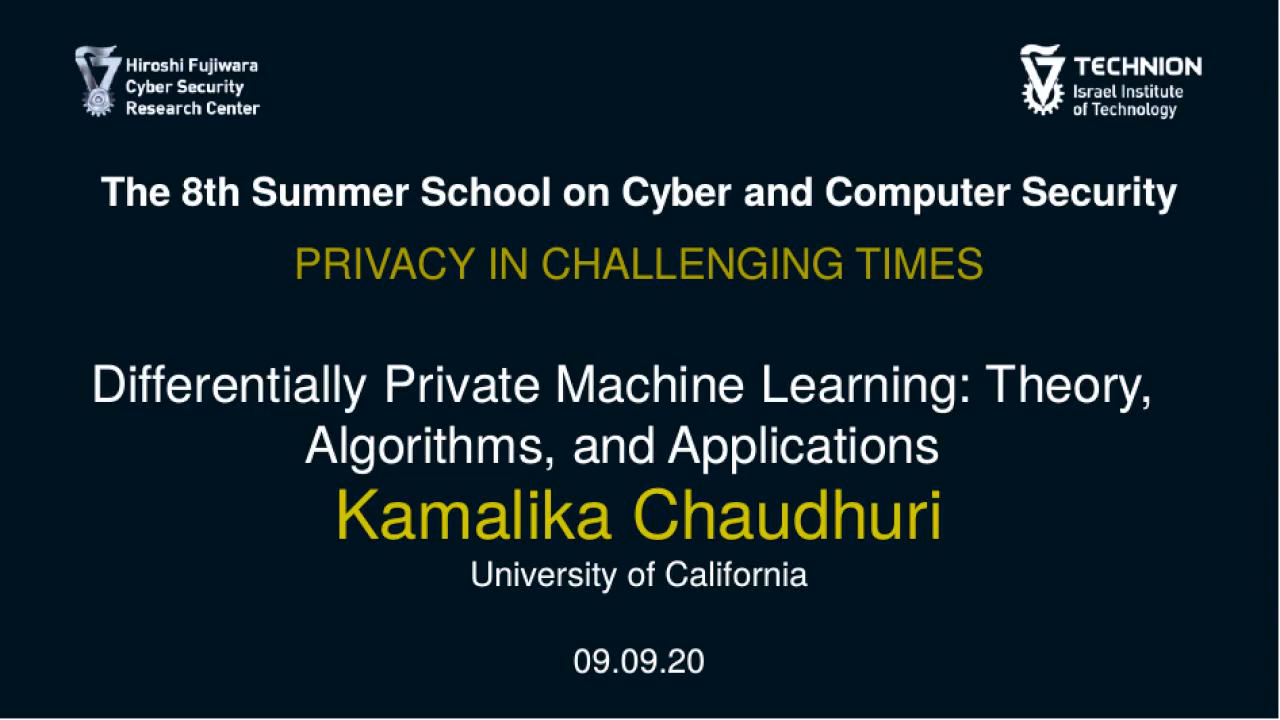 Hiroshi Fujiwara
Cyber Security
Research Center
TECHNION
Israel Institute
of Technology
The 8th Summer School on Cyber and Computer Security
PRIVACY IN CHALLENGING TIMES
Differentially Private Machine Learning: Theory,
Algorithms, and Applications
Kamalika Chaudhuri
University of California
09.09.20